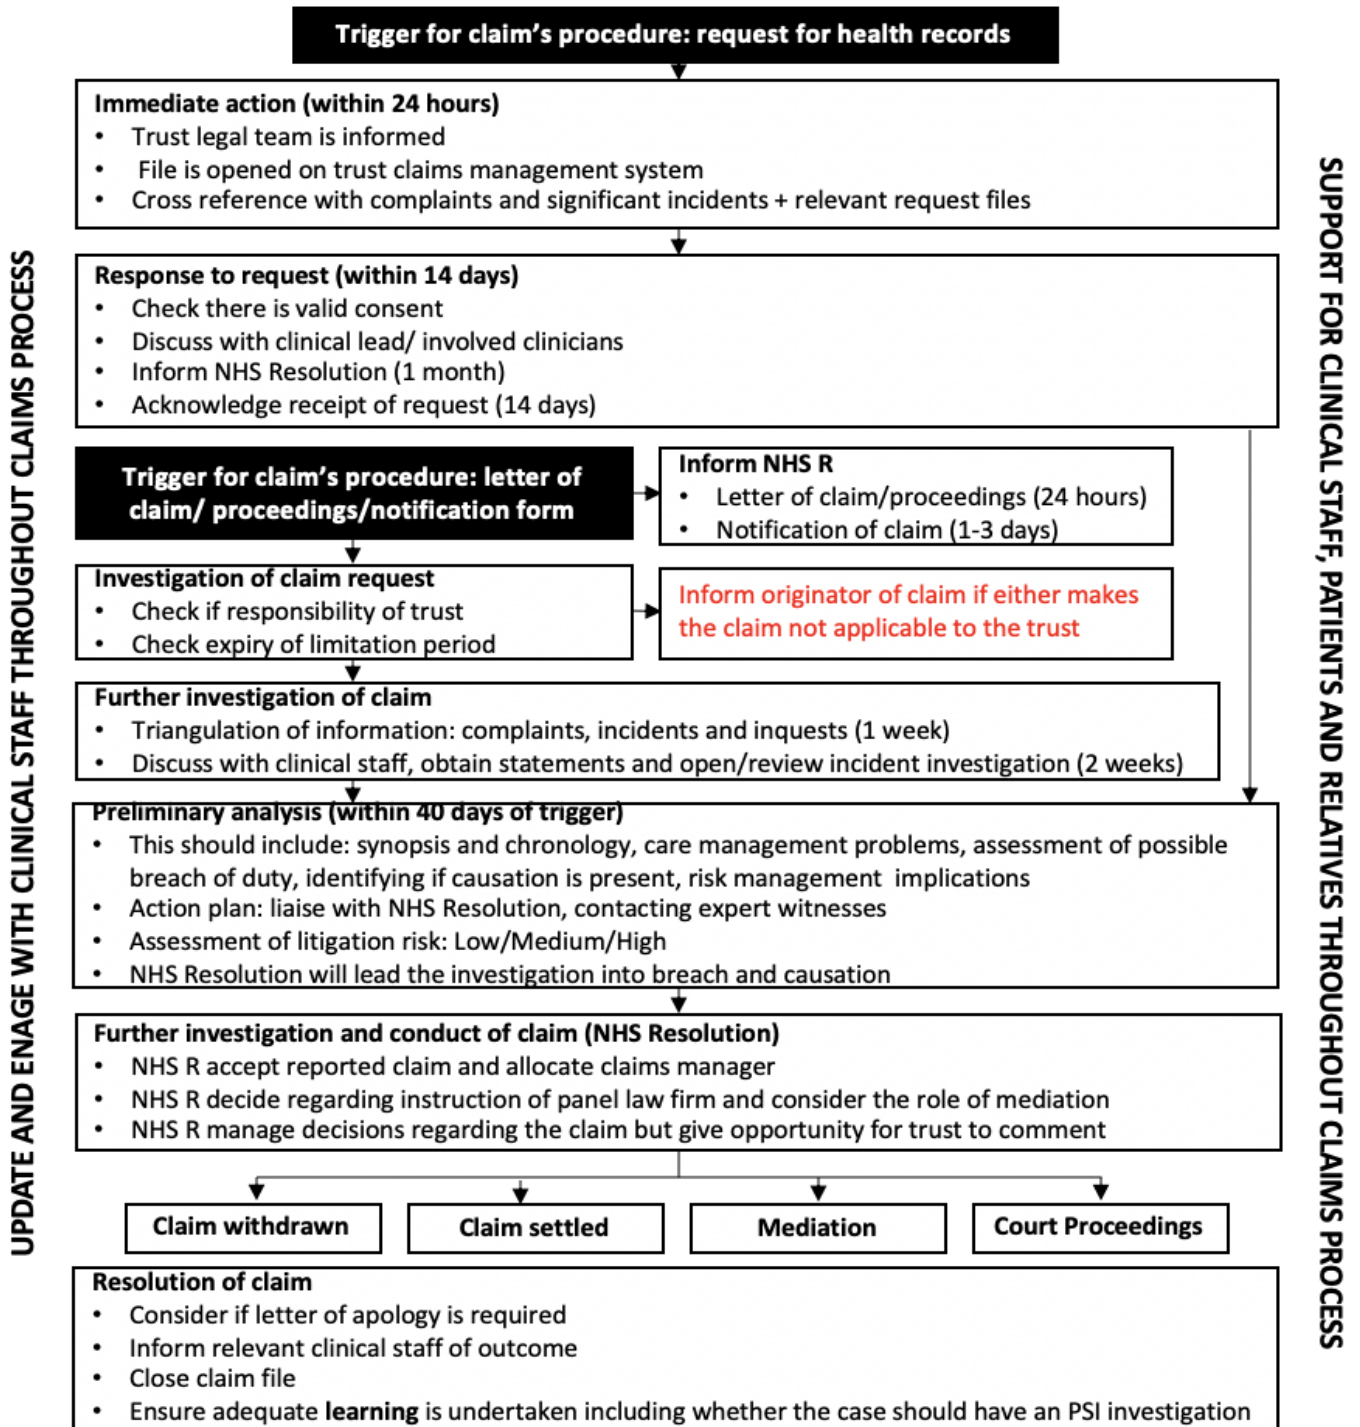 Trigger for claim’s procedure: request for health records
Immediate action (within 24 hours)
• Trust legal team is informed
• File is opened on trust claims management system
• Cross reference with complaints and significant incidents + relevant request files
Response to request (within 14 days)
• Check there is valid consent
• Discuss with clinical lead/ involved clinicians
• Inform NHS Resolution (1 month)
• Acknowledge receipt of request (14 days)
Trigger for claim’s procedure: letter of
claim/ proceedings/notification form
Inform NHS R
• Letter of claim/proceedings (24 hours)
• Notification of claim (1-3 days)
Investigation of claim request
• Check if responsibility of trust
• Check expiry of limitation period
Inform originator of claim if either makes
the claim not applicable to the trust
Further investigation of claim
• Triangulation of information: complaints, incidents and inquests (1 week)
• Discuss with clinical staff, obtain statements and open/review incident investigation (2 weeks)
Preliminary analysis (within 40 days of trigger)
• This should include: synopsis and chronology, care management problems, assessment of possible
breach of duty, identifying if causation is present, risk management implications
• Action plan: liaise with NHS Resolution, contacting expert witnesses
• Assessment of litigation risk: Low/Medium/High
• NHS Resolution will lead the investigation into breach and causation
Further investigation and conduct of claim (NHS Resolution)
• NHS R accept reported claim and allocate claims manager
• NHS R decide regarding instruction of panel law firm and consider the role of mediation
• NHS R manage decisions regarding the claim but give opportunity for trust to comment
Claim withdrawn
Claim settled
Mediation
Court Proceedings
Resolution of claim
• Consider if letter of apology is required
• Inform relevant clinical staff of outcome
• Close claim file
• Ensure adequate learning is undertaken including whether the case should have an PSI investigation
UPDATE AND ENAGE WITH CLINICAL STAFF THROUGHOUT CLAIMS PROCESS
SUPPORT FOR CLINICAL STAFF, PATIENTS AND RELATIVES THROUGHOUT CLAIMS PROCESS